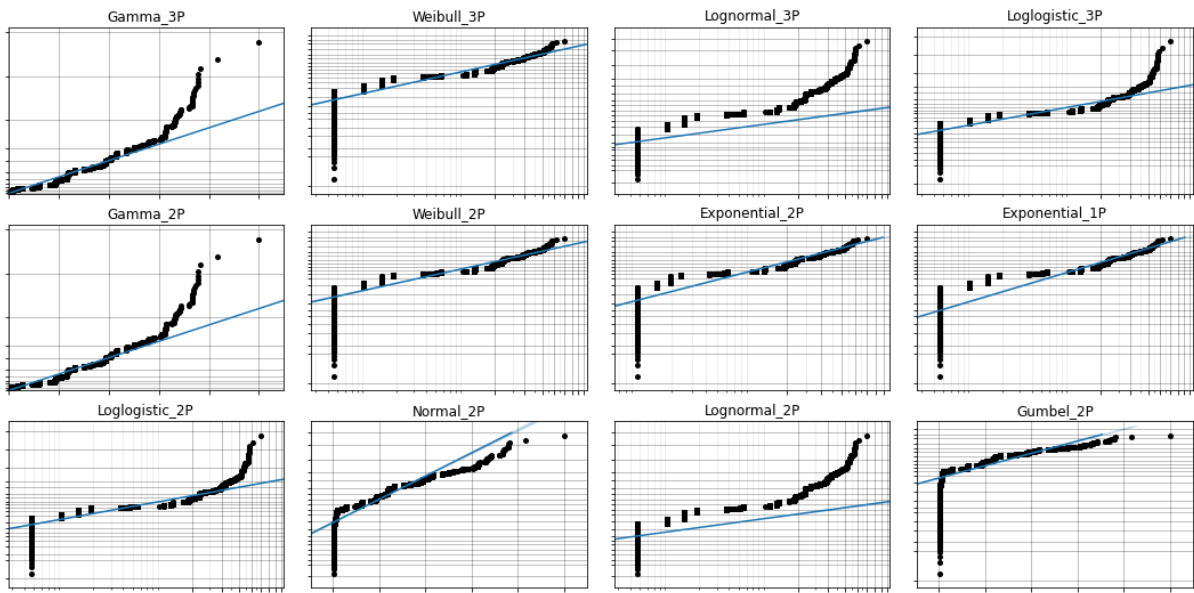 Gamma_3P
Weibull_3P
Lognormal_3P
Loglogistic_3P
Gamma_2P
Weibull_2P
Exponential_2P
Exponential_1P
Loglogistic_2P
Normal_2P
Lognormal_2P
Gumbel_2P